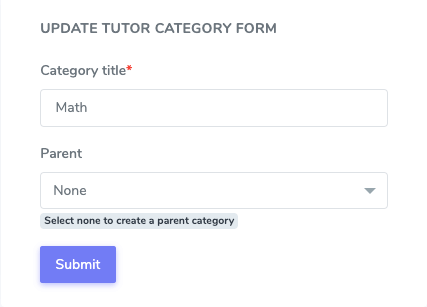 UPDATE TUTOR CATEGORY FORM
Category title*
Math
Parent
None
Select none to create a parent category
Submit